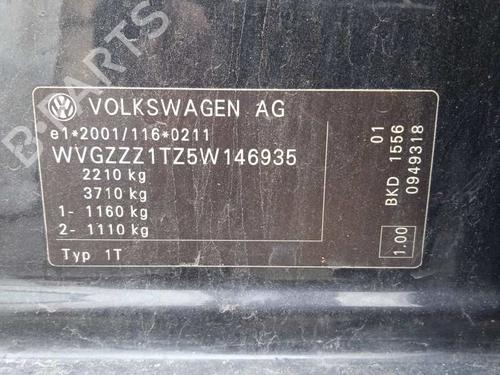 B-PARTS
VOLKSWAGEN AG
e1*2001/116*0211
WVGZZZ1TZ5W146935
2210 kg
3710 kg
1- 1160 kg
2- 1110 kg
Typ 1T
01
BKD 1556
0949318
1.00